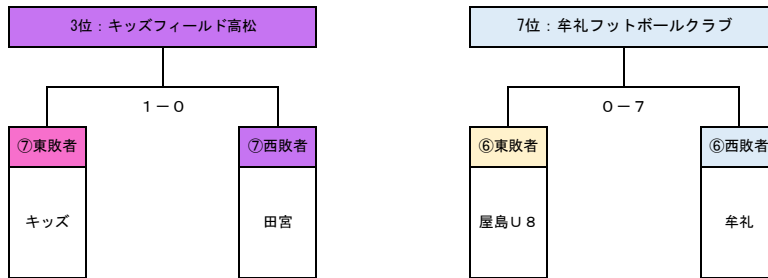 3位：キッズフィールド高松
1－0
⑦東敗者
⑦西敗者
キッズ
田宮
7位：牟礼フットボールクラブ
0－7
⑥東敗者
⑥西敗者
屋島U８
牟礼